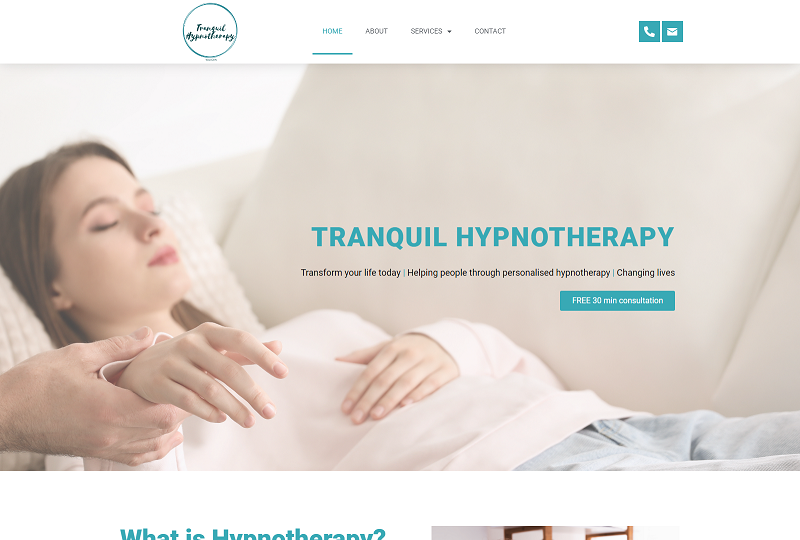 Tranquil
Hypnotherapy
HOME
ABOUT
SERVICES
CONTACT
TRANQUIL HYPNOTHERAPY
Transform your life today | Helping people through personalised hypnotherapy | Changing lives
FREE 30 min consultation
What is Hypnotherapy?